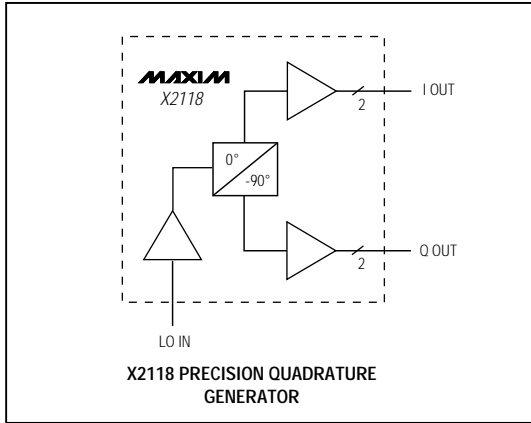 MAXIM
X2118
0°
-90°
2
I OUT
2
Q OUT
LO IN
X2118 PRECISION QUADRATURE
GENERATOR